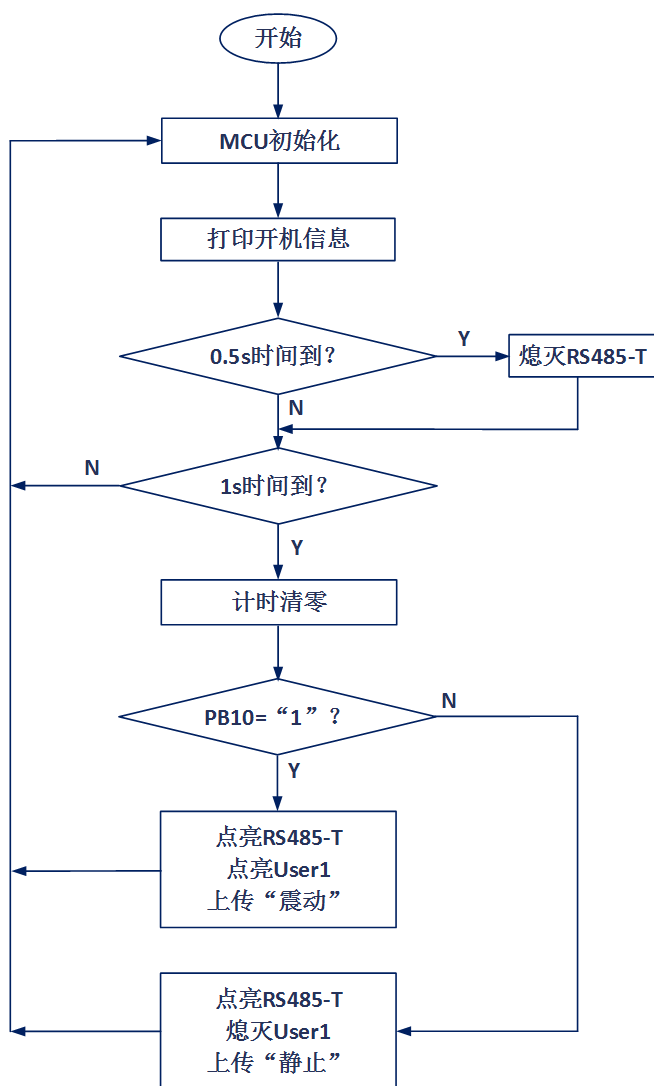 开始
MCU初始化
打印开机信息
0.5s时间到？
Y
熄灭RS485-T
N
N
1s时间到？
Y
计时清零
PB10=“1”？
N
Y
点亮RS485-T
点亮User1
上传“震动”
点亮RS485-T
熄灭User1
上传“静止”